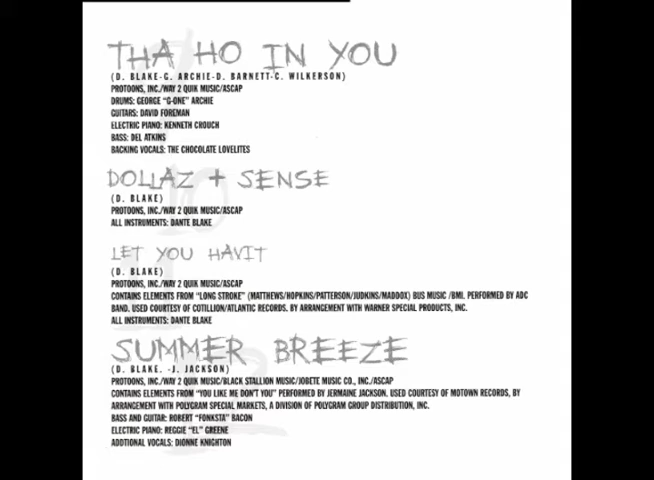 THA HO IN YOU
(D. BLAKE-G. ARCHIE-D. BARNETT-C. WILKERSON)
PROTOONS, INC./WAY 2 QUIK MUSIC/ASCAP
DRUMS: GEORGE "G-ONE" ARCHIE
GUITARS: DAVID FOREMAN
ELECTRIC PIANO: KENNETH CROUCH
BASS: DEL ATKINS
BACKING VOCALS: THE CHOCOLATE LOVELITES
DOLLAZ + SENSE
(D. BLAKE)
PROTOONS, INC./WAY 2 QUIK MUSIC/ASCAP
ALL INSTRUMENTS: DANTE BLAKE
LET YOU HAVIT
(D. BLAKE)
PROTOONS, INC./WAY 2 QUIK MUSIC/ASCAP
CONTAINS ELEMENTS FROM "LONG STROKE" (MATTHEWS/HOPKINS/PATTERSON/JUDKINS/MADDOX) BUS MUSIC /BMI. PERFORMED BY ADC
BAND. USED COURTESY OF COTILLION/ATLANTIC RECORDS. BY ARRANGEMENT WITH WARNER SPECIAL PRODUCTS, INC.
ALL INSTRUMENTS: DANTE BLAKE
SUMMER BREEZE
(D. BLAKE. -J. JACKSON)
PROTOONS, INC./WAY 2 QUIK MUSIC/BLACK STALLION MUSIC/JOBETE MUSIC CO., INC./ASCAP
CONTAINS ELEMENTS FROM "YOU LIKE ME DON'T YOU" PERFORMED BY JERMAINE JACKSON. USED COURTESY OF MOTOWN RECORDS, BY
ARRANGEMENT WITH POLYGRAM SPECIAL MARKETS, A DIVISION OF POLYGRAM GROUP DISTRIBUTION, INC.
BASS AND GUITAR: ROBERT "FONKSTA" BACON
ELECTRIC PIANO: REGGIE "EL" GREENE
ADDTIONAL VOCALS: DIONNE KNIGHTON